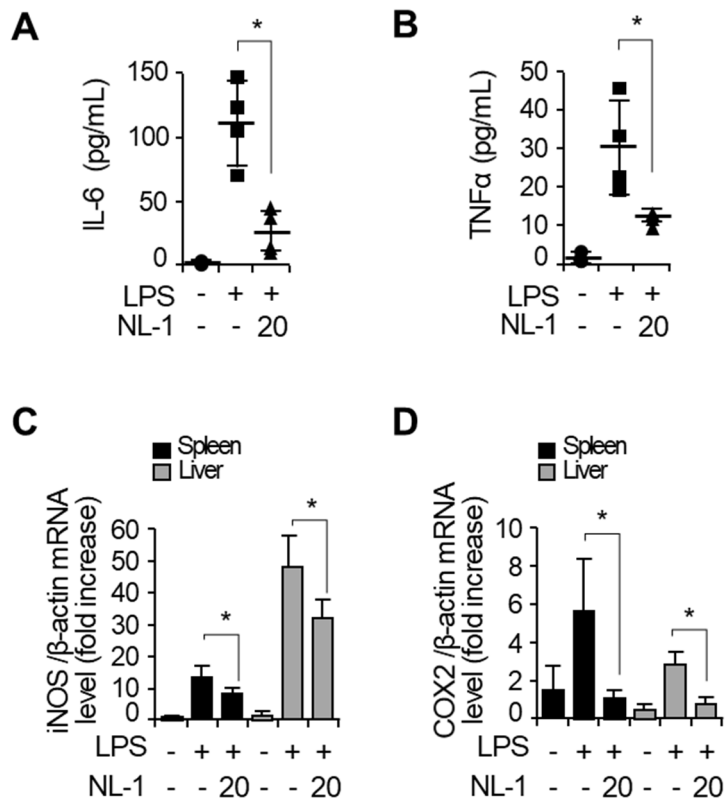 A
*
IL-6 (pg/mL)
150
100
50
0
LPS - + +
NL-1 - - 20
B
*
TNFα (pg/mL)
50
40
30
20
10
0
LPS - + +
NL-1 - - 20
C
Spleen
Liver
iNOS /β-actin mRNA
level (fold increase)
60
50
40
30
20
10
0
*
*
LPS - + + - + +
NL-1 - - 20 - - 20
D
Spleen
Liver
COX2 /β-actin mRNA
level (fold increase)
10
8
6
4
2
0
*
*
LPS - + + - + +
NL-1 - - 20 - - 20